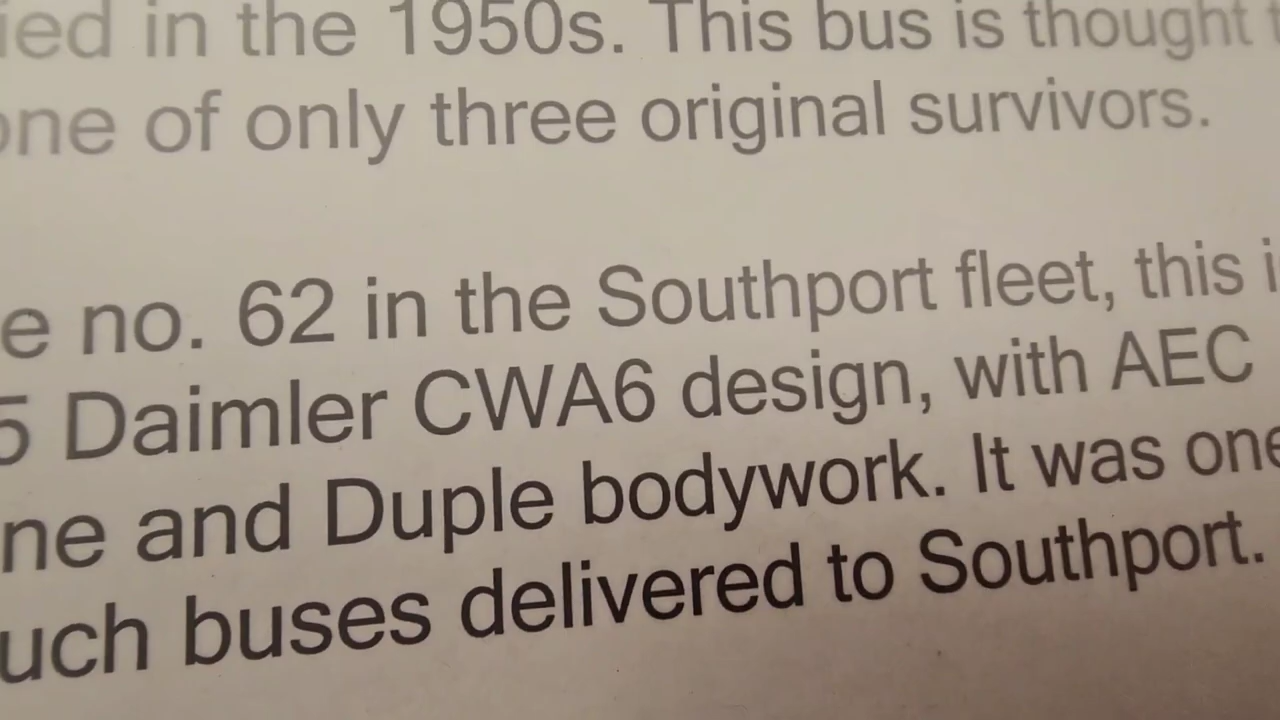 ied in the 1950s. This bus is thought t
one of only three original survivors.
e no. 62 in the Southport fleet, this i
5 Daimler CWA6 design, with AEC
ne and Duple bodywork. It was one
uch buses delivered to Southport.